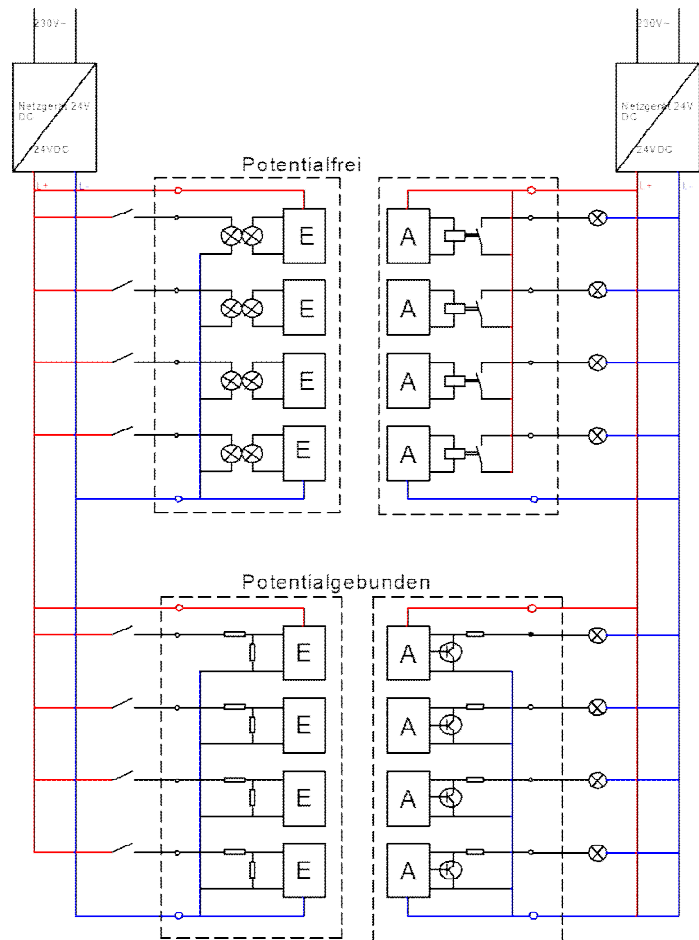 230V~
230V~
Netzgerät 24V
DC
24VDC
Netzgerät 24V
DC
24VDC
L+
L-
L+
L-
Potentialfrei
E
A
E
A
E
A
E
A
Potentialgebunden
E
A
E
A
E
A
E
A